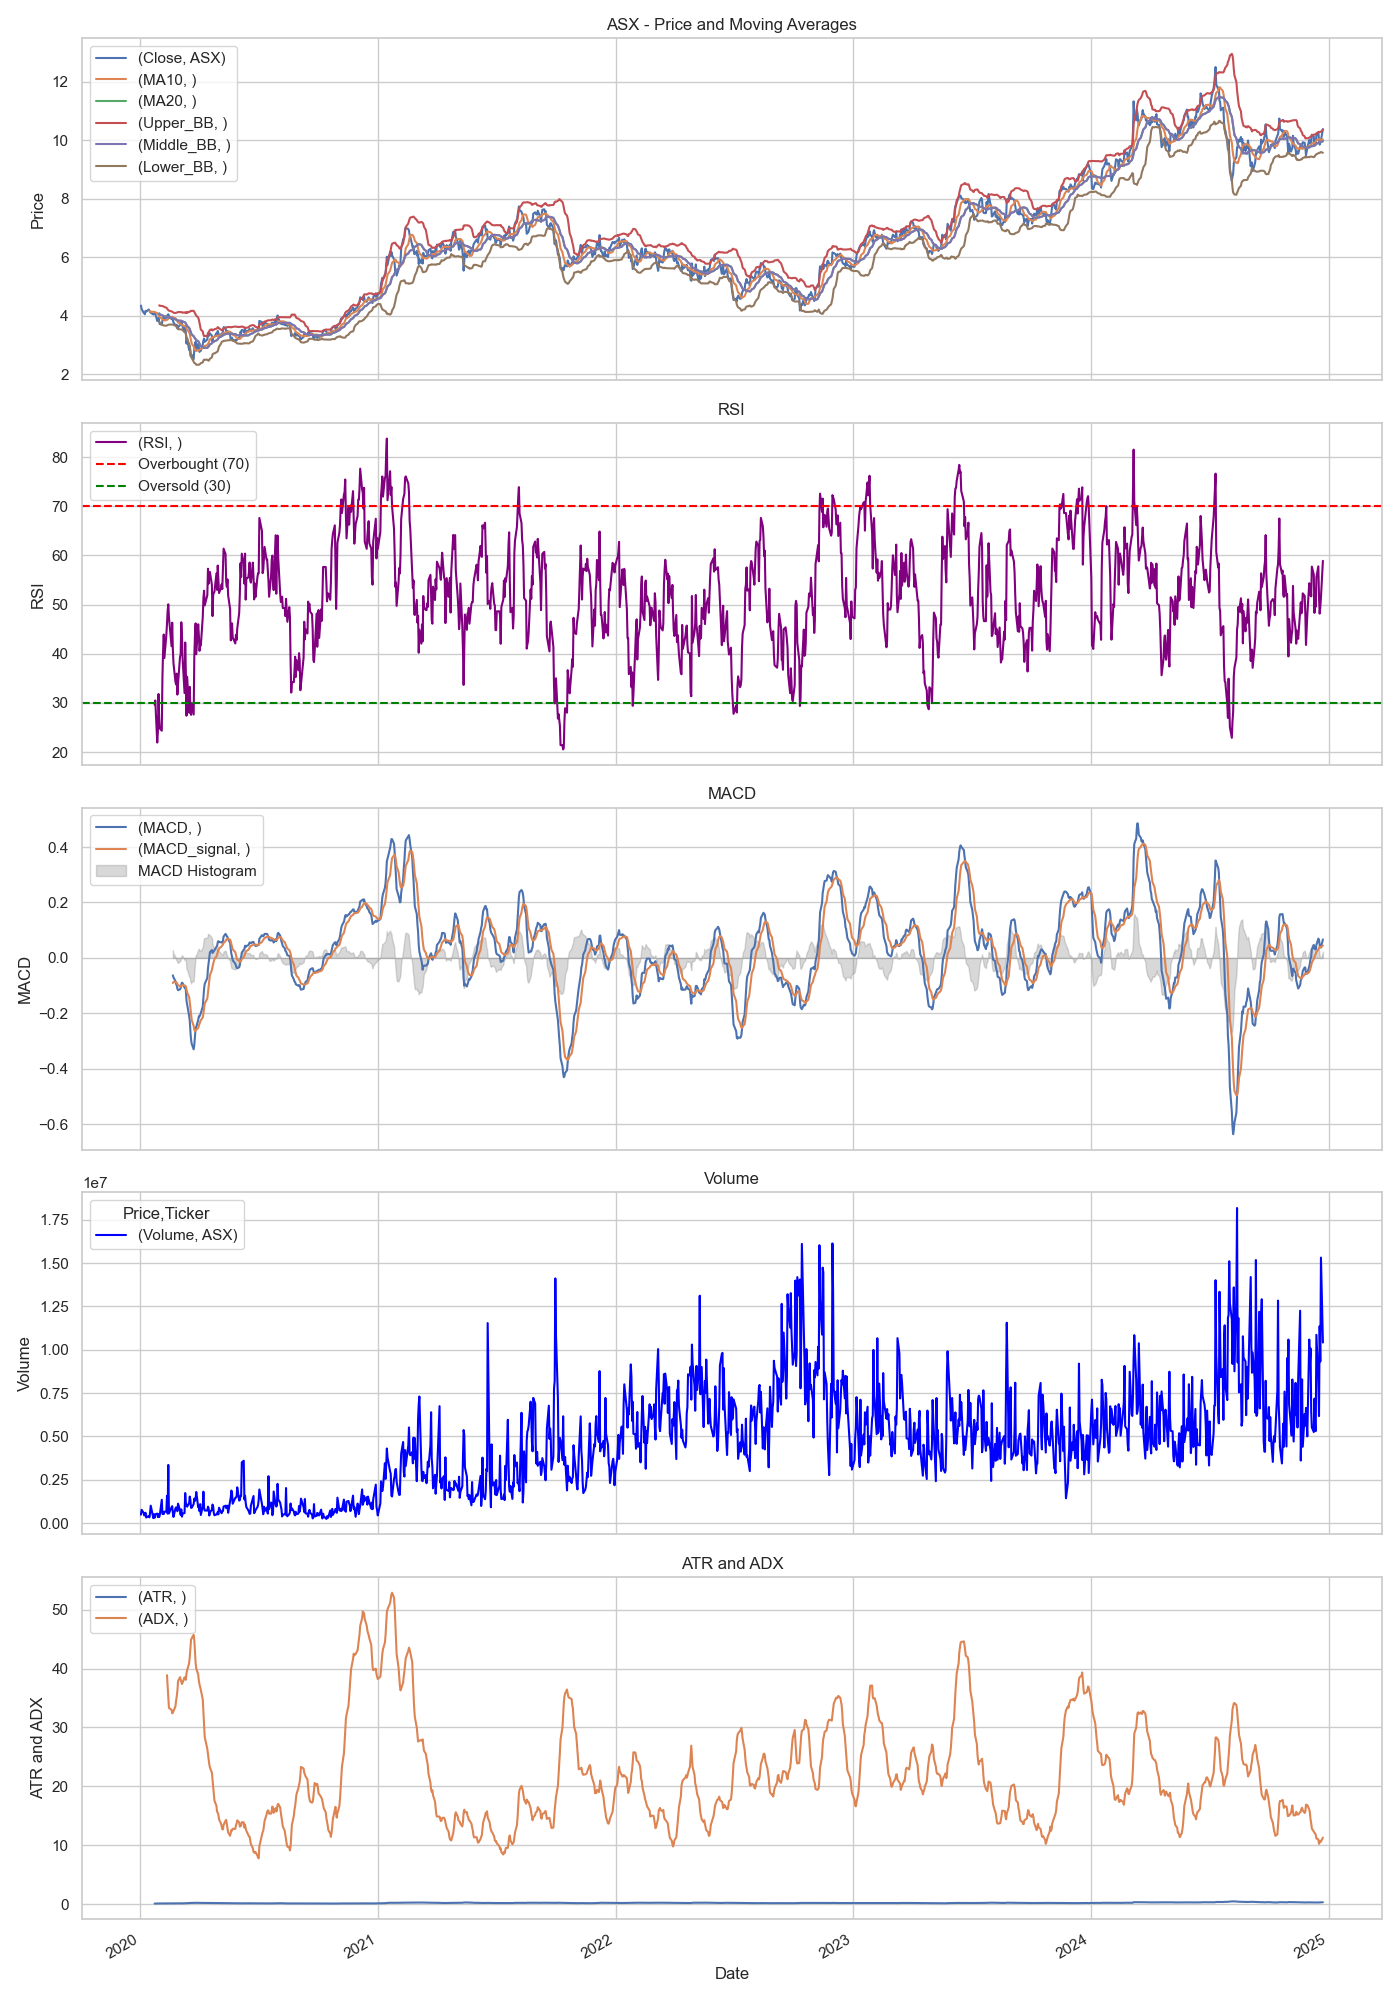 ASX - Price and Moving Averages
(Close, ASX)
(MA10, )
(MA20, )
(Upper_BB, )
(Middle_BB, )
(Lower_BB, )
12
10
8
6
4
2
Price
RSI
(RSI, )
Overbought (70)
Oversold (30)
80
70
60
50
40
30
20
RSI
MACD
(MACD, )
(MACD_signal, )
MACD Histogram
0.4
0.2
0.0
−0.2
−0.4
−0.6
MACD
Volume
1e7
Price,Ticker
(Volume, ASX)
1.75
1.50
1.25
1.00
0.75
0.50
0.25
0.00
Volume
ATR and ADX
(ATR, )
(ADX, )
50
40
30
20
10
0
ATR and ADX
2020
2021
2022
2023
2024
2025
Date